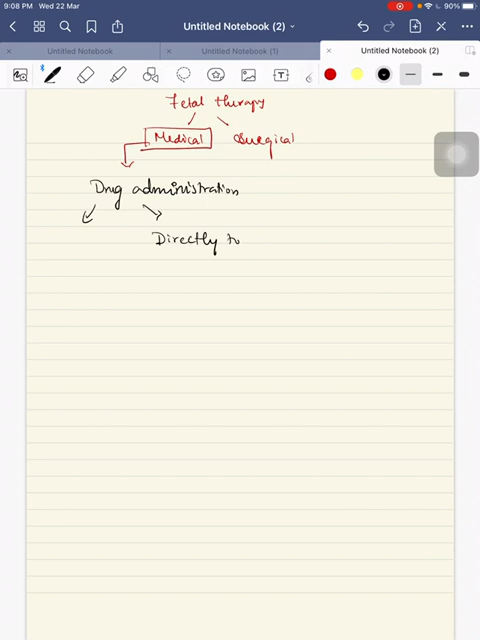 9:08 PM Wed 22 Mar
90%
Untitled Notebook (2)
Untitled Notebook
Untitled Notebook (1)
Untitled Notebook (2)
Fetal therapy
Medical Surgical
Drug administration
Directly to